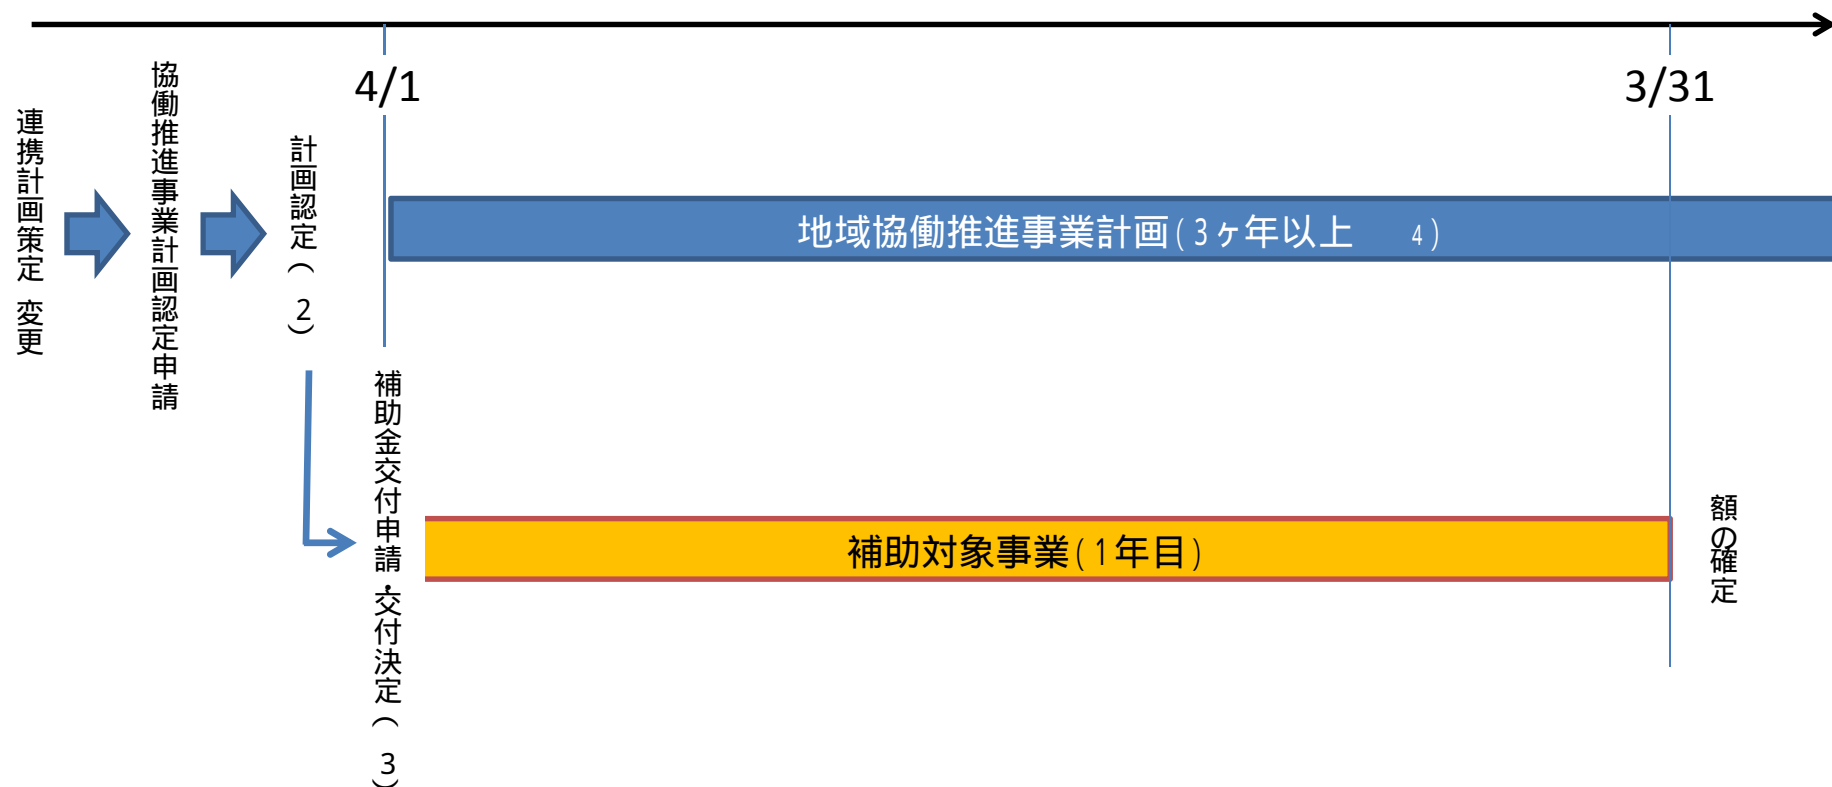 4/1
3/31
連携計画策定 変更
協働推進事業計画認定申請
計画認定( 2)
地域協働推進事業計画(3ヶ年以上 4)
補助金交付申請・交付決定( 3)
補助対象事業(1年目)
額の確定